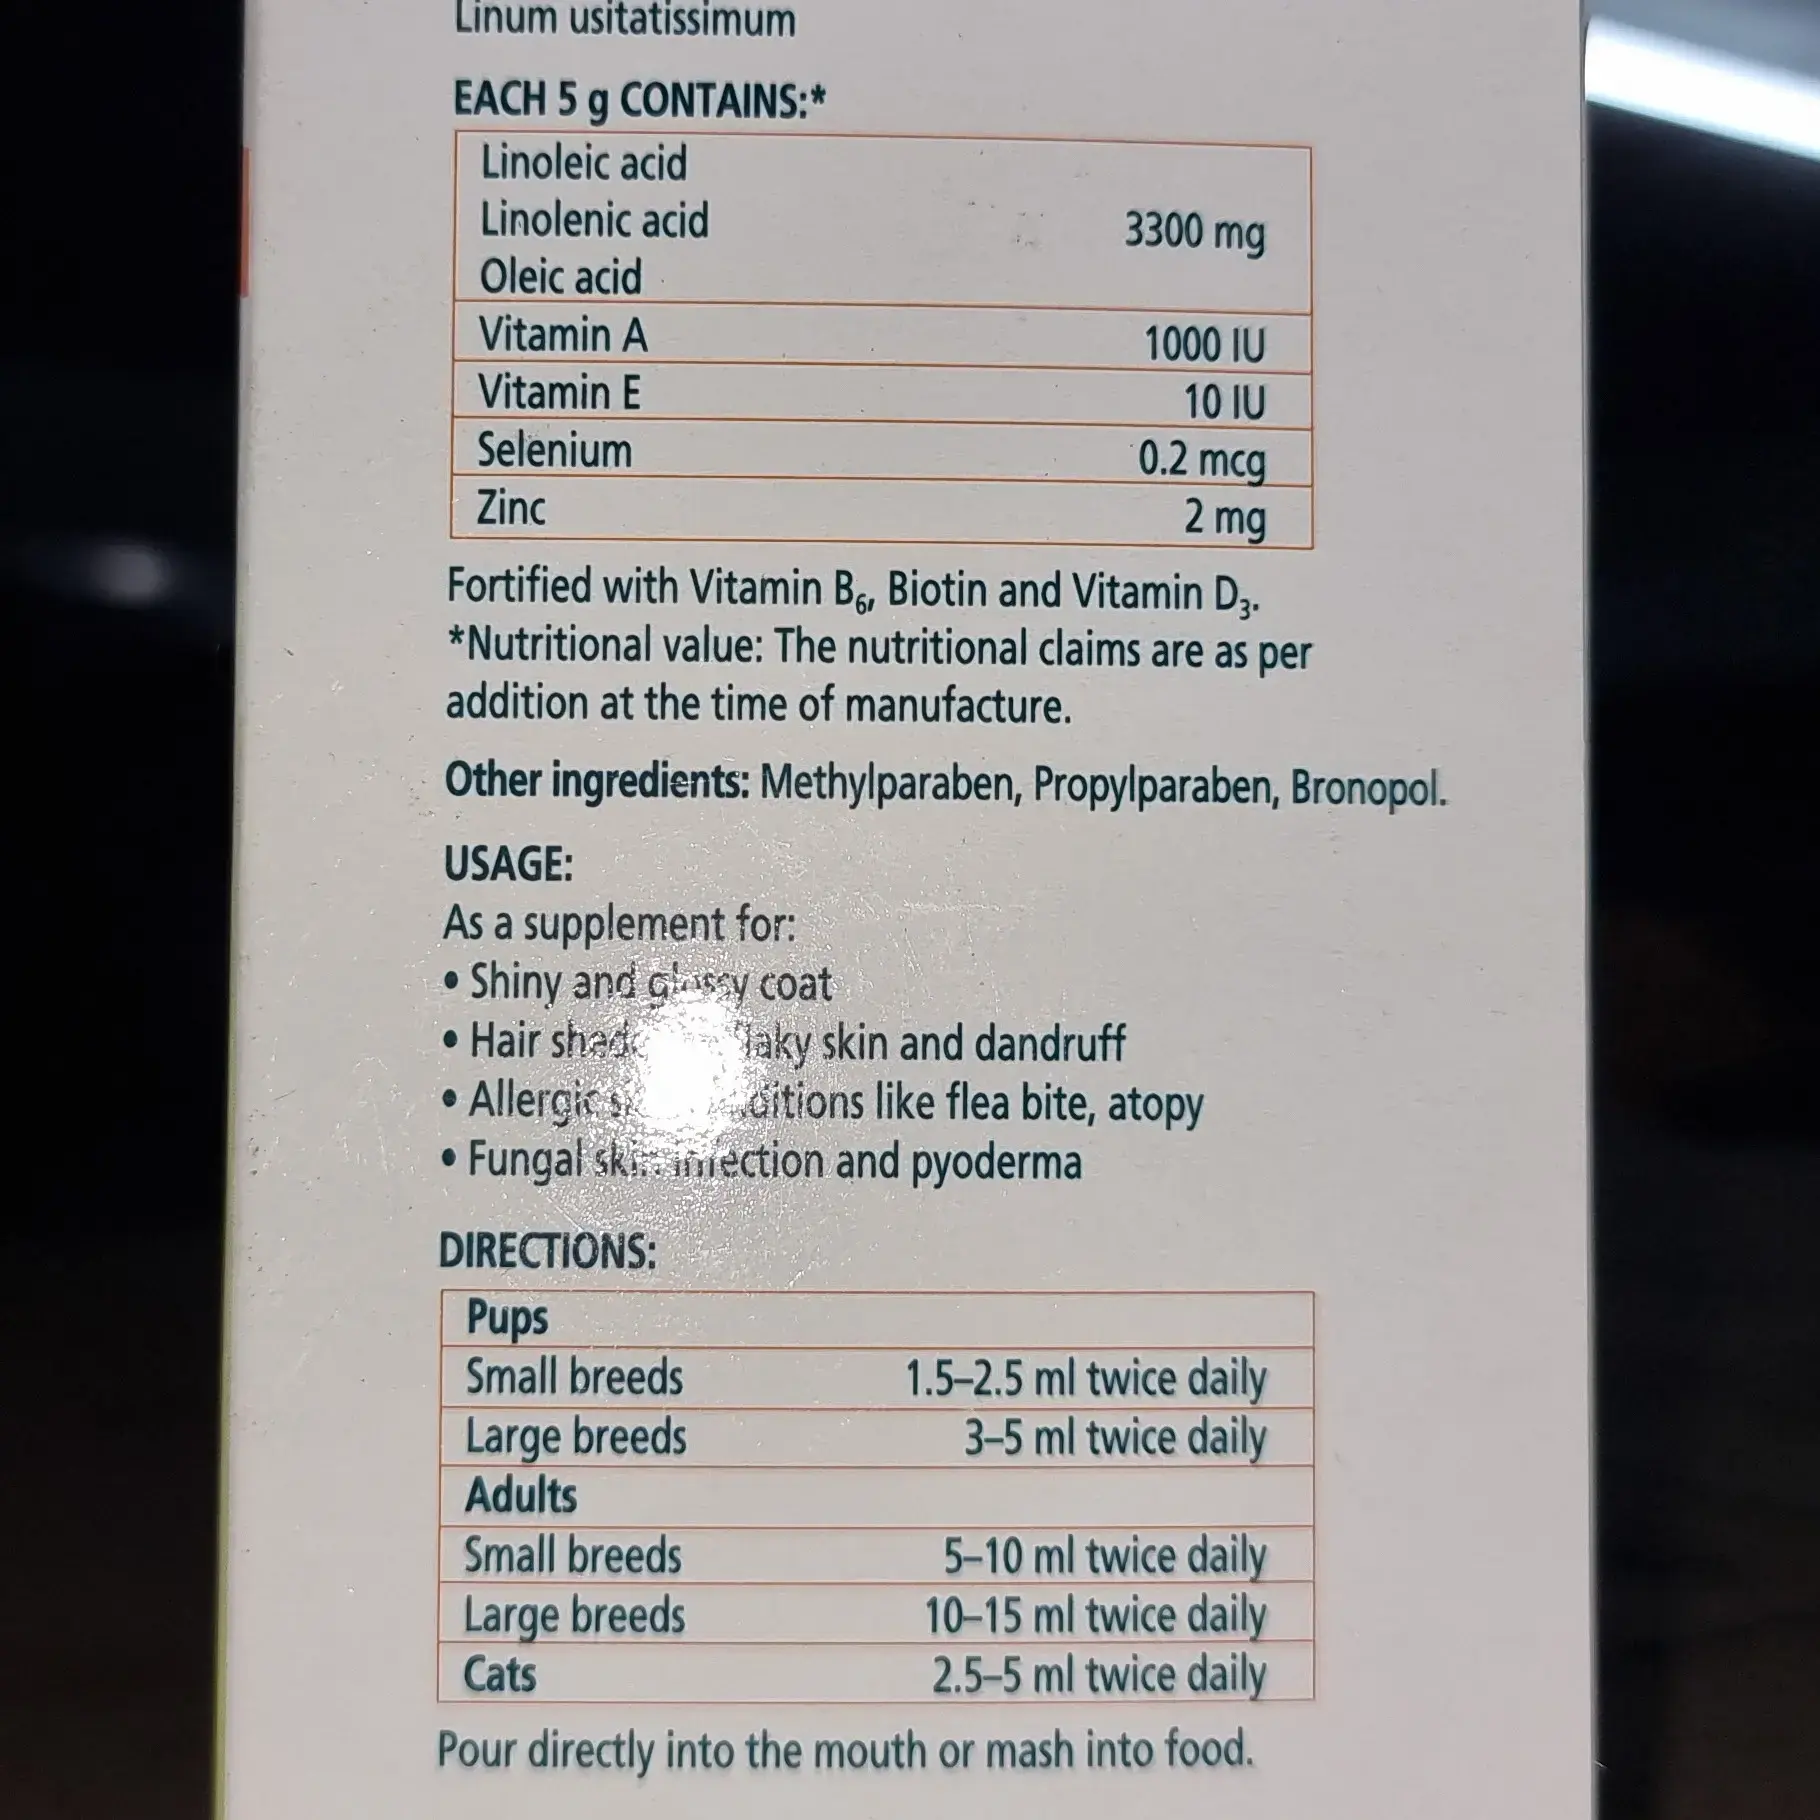 Linum usitatissimum
EACH 5 g CONTAINS:*
Linoleic acid
Linolenic acid 3300 mg
Oleic acid
Vitamin A 1000 IU
Vitamin E 10 IU
Selenium 0.2 mcg
Zinc 2 mg
Fortified with Vitamin B6, Biotin and Vitamin D3.
*Nutritional value: The nutritional claims are as per
addition at the time of manufacture.
Other ingredients: Methylparaben, Propylparaben, Bronopol.
USAGE:
As a supplement for:
• Shiny and glossy coat
• Hair skin and dandruff
• Allergic like flea bite, atopy
• Fungal skin infection and pyoderma
DIRECTIONS:
Pups
Small breeds 1.5–2.5 ml twice daily
Large breeds 3–5 ml twice daily
Adults
Small breeds 5–10 ml twice daily
Large breeds 10–15 ml twice daily
Cats 2.5–5 ml twice daily
Pour directly into the mouth or mash into food.